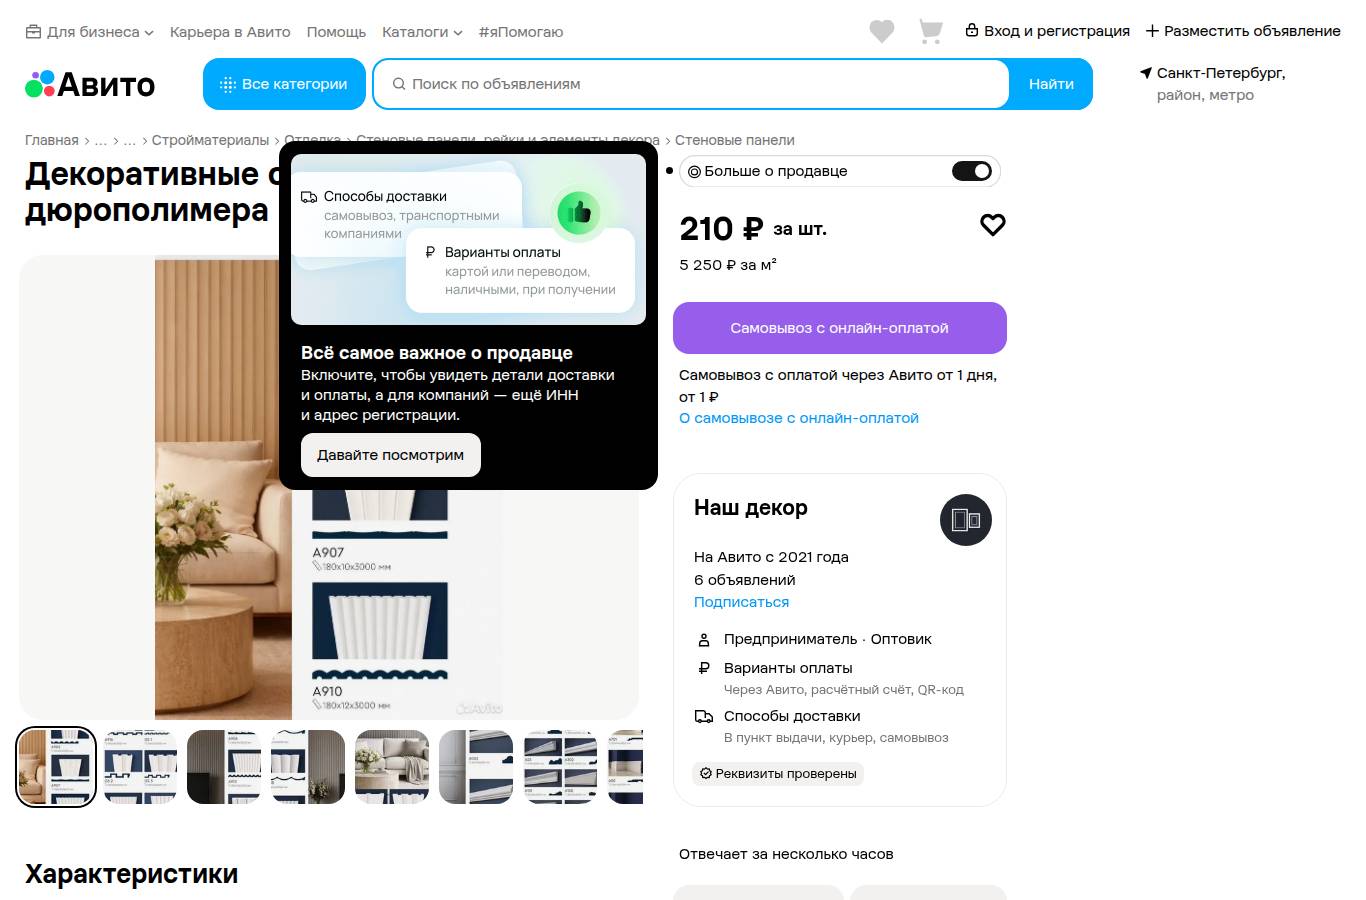 Для бизнеса
Карьера в Авито
Помощь
Каталоги
#яПомогаю
Вход и регистрация
Разместить объявление
Авито
Все категории
Поиск по объявлениям
Найти
Санкт-Петербург,
район, метро
Главная › ... › ... › Стройматериалы › Отделка › Стеновые панели, рейки и элементы декора › Стеновые панели
Декоративные
дюрополимера
Способы доставки
самовывоз, транспортными
компаниями
₽ Варианты оплаты
картой или переводом,
наличными, при получении
Всё самое важное о продавце
Включите, чтобы увидеть детали доставки
и оплаты, а для компаний — ещё ИНН
и адрес регистрации.
Давайте посмотрим
A907
180x10x3000 мм
A910
180x12x3000 мм
Avito
Характеристики
Больше о продавце
210 ₽ за шт.
5 250 ₽ за м²
Самовывоз с онлайн-оплатой
Самовывоз с оплатой через Авито от 1 дня,
от 1 ₽
О самовывозе с онлайн-оплатой
Наш декор
На Авито с 2021 года
6 объявлений
Подписаться
Предприниматель · Оптовик
₽ Варианты оплаты
Через Авито, расчётный счёт, QR-код
Способы доставки
В пункт выдачи, курьер, самовывоз
Реквизиты проверены
Отвечает за несколько часов